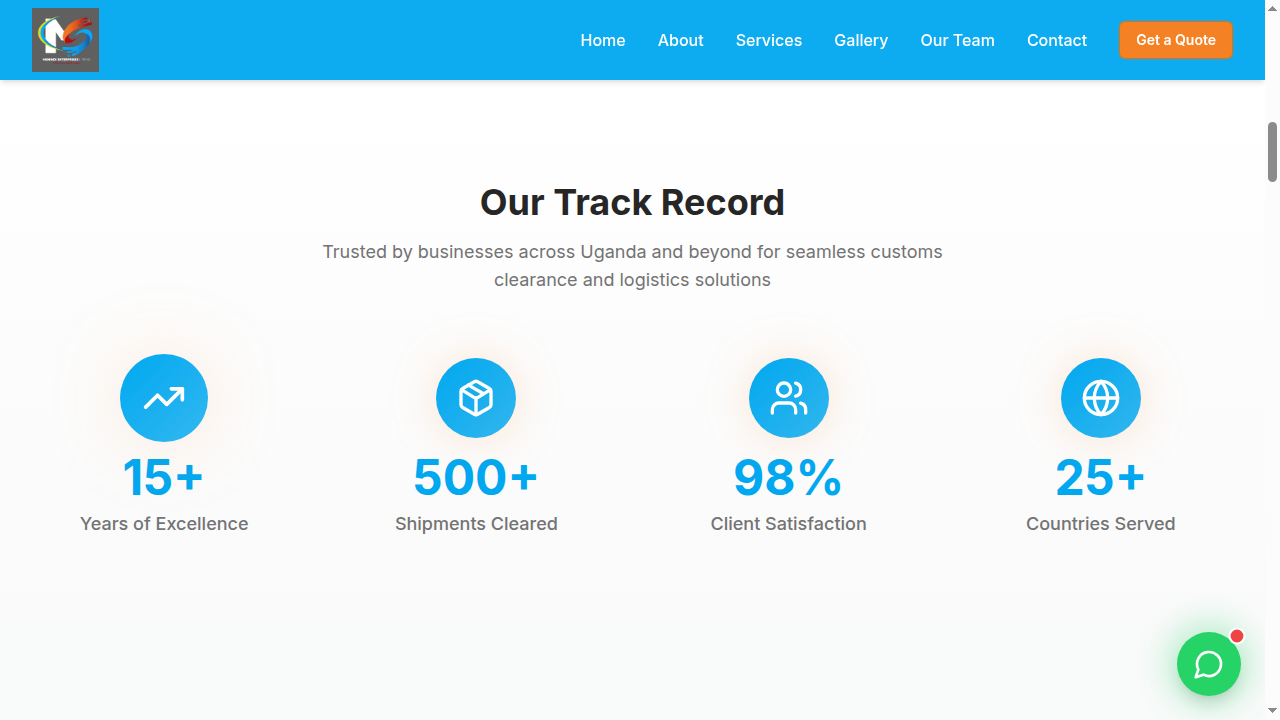 Home
About
Services
Gallery
Our Team
Contact
Get a Quote
Our Track Record
Trusted by businesses across Uganda and beyond for seamless customs
clearance and logistics solutions
15+
500+
98%
25+
Years of Excellence
Shipments Cleared
Client Satisfaction
Countries Served